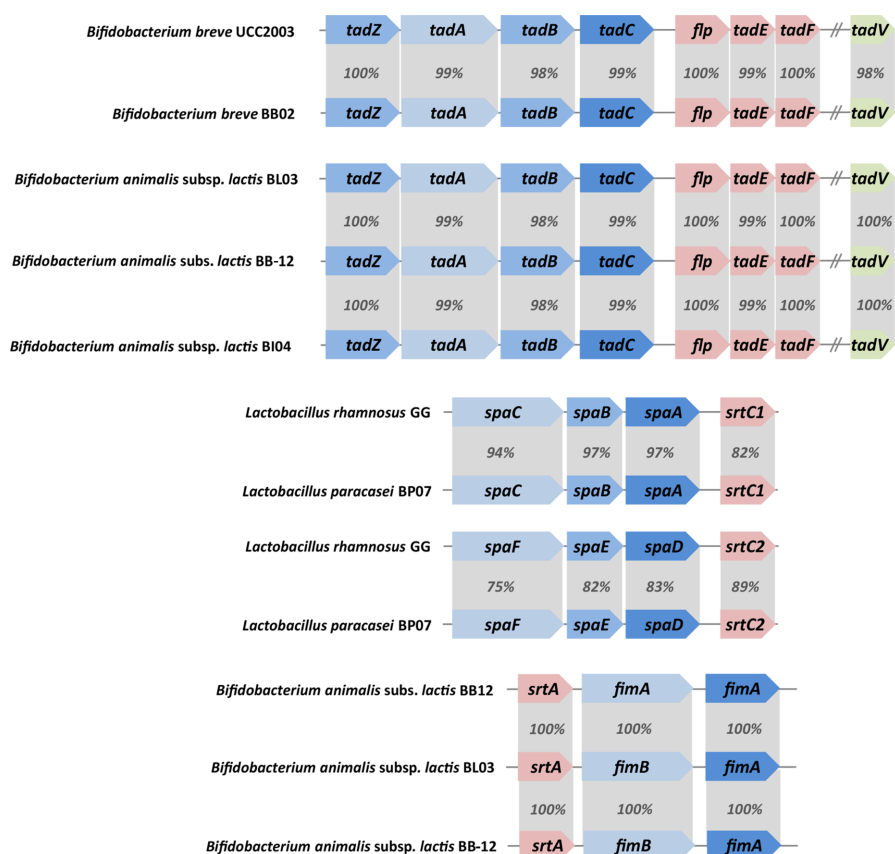 Bifidobacterium breve UCC2003 tadZ tadA tadB tadC flp tadE tadF // tadV
100% 99% 98% 99% 100% 99% 100% 98%
Bifidobacterium breve BB02 tadZ tadA tadB tadC flp tadE tadF // tadV
Bifidobacterium animalis subsp. lactis BL03 tadZ tadA tadB tadC flp tadE tadF // tadV
100% 99% 98% 99% 100% 99% 100% 100%
Bifidobacterium animalis subs. lactis BB-12 tadZ tadA tadB tadC flp tadE tadF // tadV
100% 99% 98% 99% 100% 99% 100% 100%
Bifidobacterium animalis subsp. lactis BI04 tadZ tadA tadB tadC flp tadE tadF // tadV
Lactobacillus rhamnosus GG spaC spaB spaA srtC1
94% 97% 97% 82%
Lactobacillus paracasei BP07 spaC spaB spaA srtC1
Lactobacillus rhamnosus GG spaF spaE spaD srtC2
75% 82% 83% 89%
Lactobacillus paracasei BP07 spaF spaE spaD srtC2
Bifidobacterium animalis subs. lactis BB12 srtA fimA fimA
100% 100% 100%
Bifidobacterium animalis subsp. lactis BL03 srtA fimB fimA
100% 100% 100%
Bifidobacterium animalis subsp. lactis BB-12 srtA fimB fimA